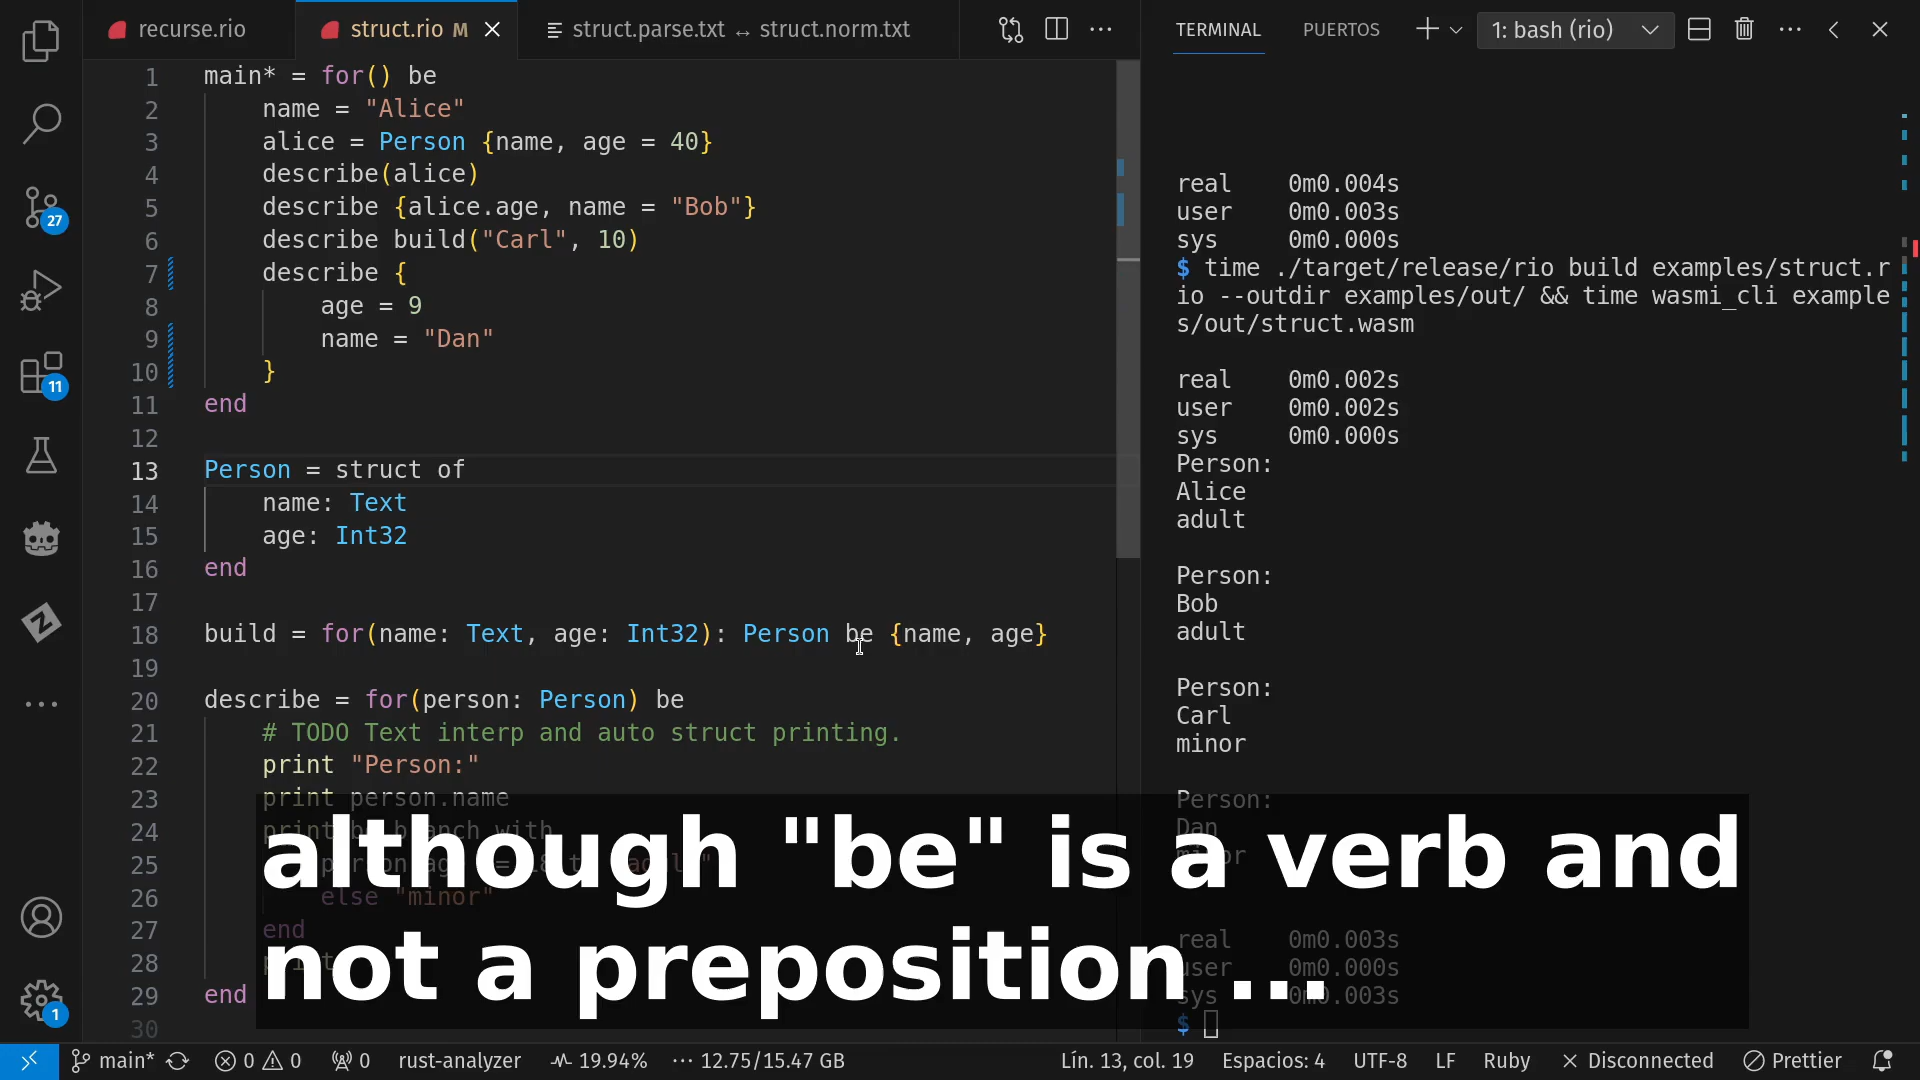 recurse.rio
struct.rio M
struct.parse.txt ↔ struct.norm.txt
TERMINAL
PUERTOS
1: bash (rio)
1 main* = for() be
2 name = "Alice"
3 alice = Person {name, age = 40}
4 describe(alice)
5 describe {alice.age, name = "Bob"}
6 describe build("Carl", 10)
7 describe {
8 age = 9
9 name = "Dan"
10 }
11 end
12
13 Person = struct of
14 name: Text
15 age: Int32
16 end
17
18 build = for(name: Text, age: Int32): Person be {name, age}
19
20 describe = for(person: Person) be
21 # TODO Text interp and auto struct printing.
22 print "Person:"
23 print person.name
24
25
26 else "minor"
27 end
28
29 end
30
although "be" is a verb and
not a preposition ...
real 0m0.004s
user 0m0.003s
sys 0m0.000s
$ time ./target/release/rio build examples/struct.r
io --outdir examples/out/ && time wasmi_cli example
s/out/struct.wasm
real 0m0.002s
user 0m0.002s
sys 0m0.000s
Person:
Alice
adult
Person:
Bob
adult
Person:
Carl
minor
Person:
Dan
real 0m0.003s
user 0m0.000s
sys 0m0.003s
$
27
11
1
main* 0 0 0 rust-analyzer 19.94% 12.75/15.47 GB Lín. 13, col. 19 Espacios: 4 UTF-8 LF Ruby Disconnected Prettier